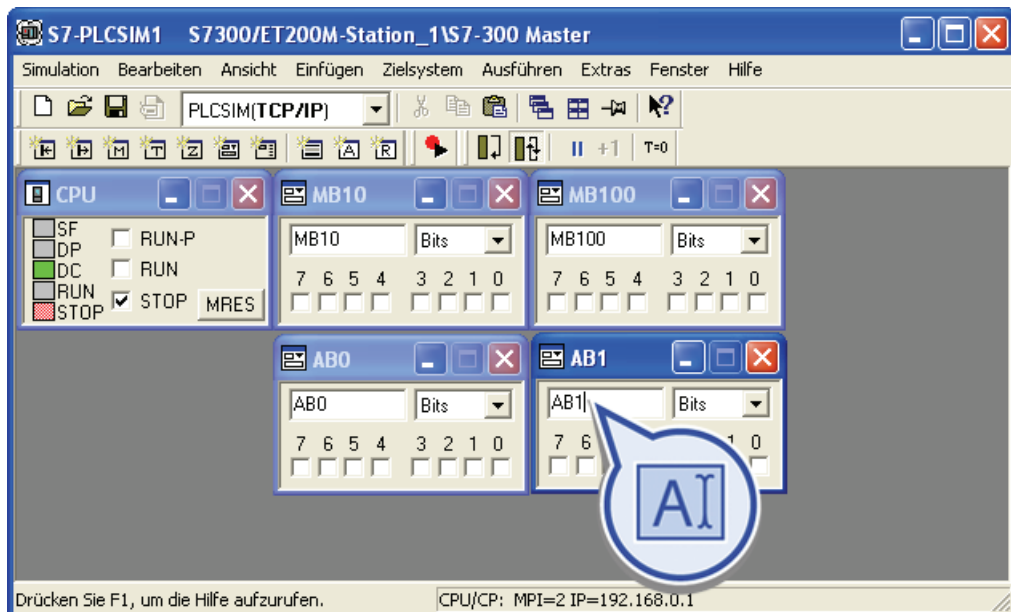 S7-PLCSIM1 S7300/ET200M-Station_1\S7-300 Master
Simulation Bearbeiten Ansicht Einfügen Zielsystem Ausführen Extras Fenster Hilfe
PLCSIM(TCP/IP)
E A M T Z A R +1 T=0
CPU
SF
DP
DC
RUN
STOP
RUN-P
RUN
STOP
MRES
MB10
MB10 Bits
7 6 5 4 3 2 1 0
MB100
MB100 Bits
7 6 5 4 3 2 1 0
AB0
AB0 Bits
7 6 5 4 3 2 1 0
AB1
AB1 Bits
7 6 1 0
A
Drücken Sie F1, um die Hilfe aufzurufen. CPU/CP: MPI=2 IP=192.168.0.1